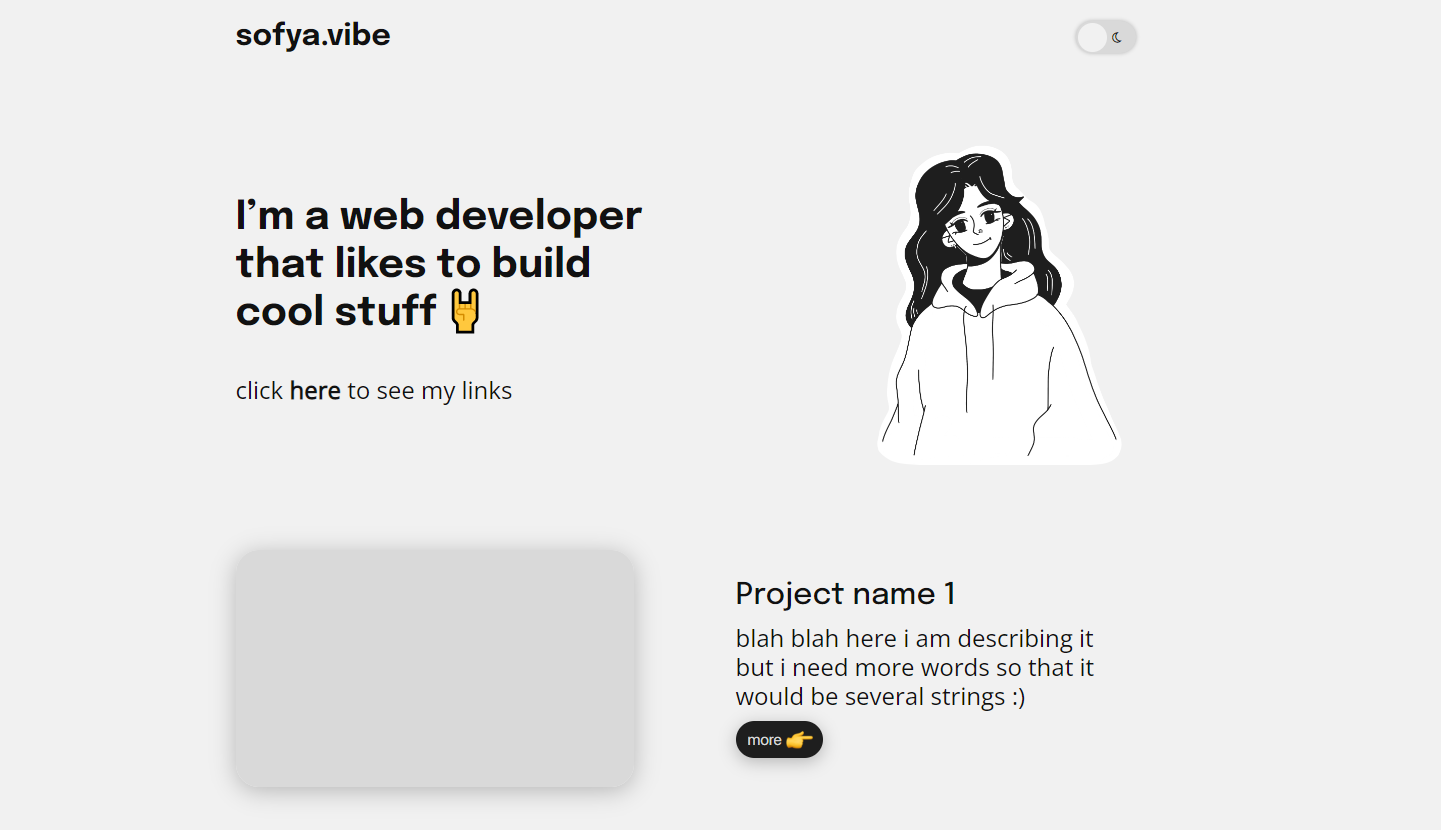 sofya.vibe
I’m a web developer
that likes to build
cool stuff 🤘
click here to see my links
Project name 1
blah blah here i am describing it
but i need more words so that it
would be several strings :)
more 👉